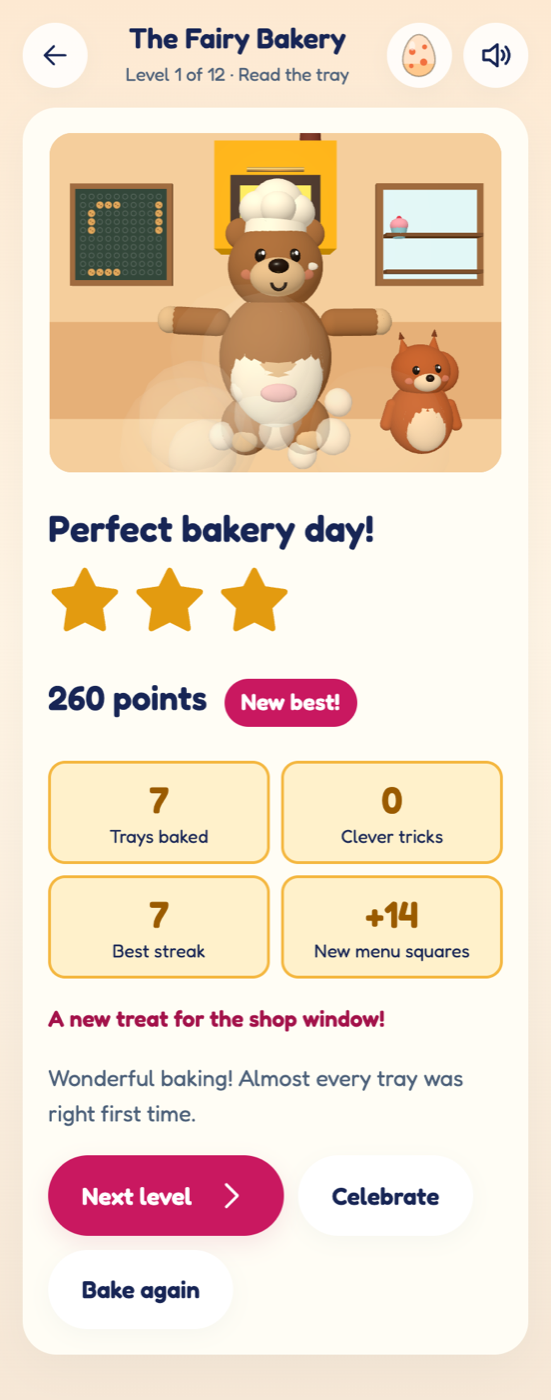 The Fairy Bakery
Level 1 of 12 · Read the tray
Perfect bakery day!
260 points
New best!
7
Trays baked
0
Clever tricks
7
Best streak
+14
New menu squares
A new treat for the shop window!
Wonderful baking! Almost every tray was
right first time.
Next level
Celebrate
Bake again